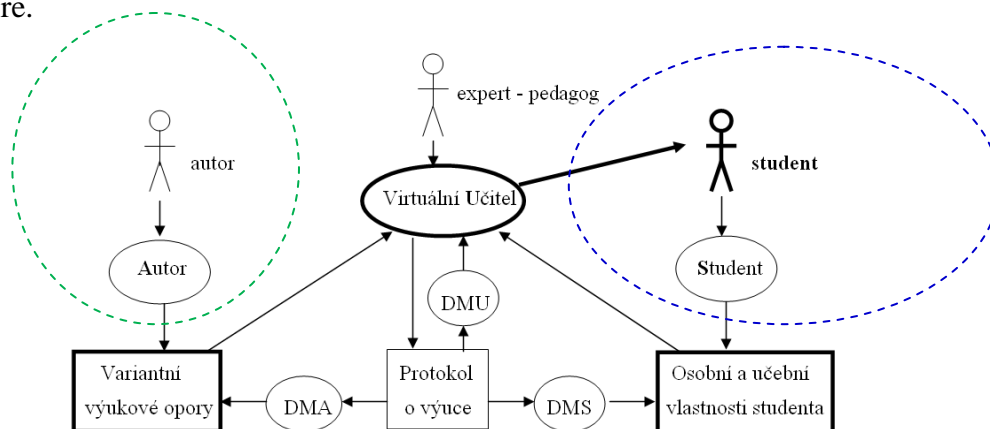 re.
expert - pedagog
autor
student
Virtuální Učitel
Autor
Student
DMU
Variantní
výukové opory
DMA
Protokol
o výuce
DMS
Osobní a učební
vlastnosti studenta